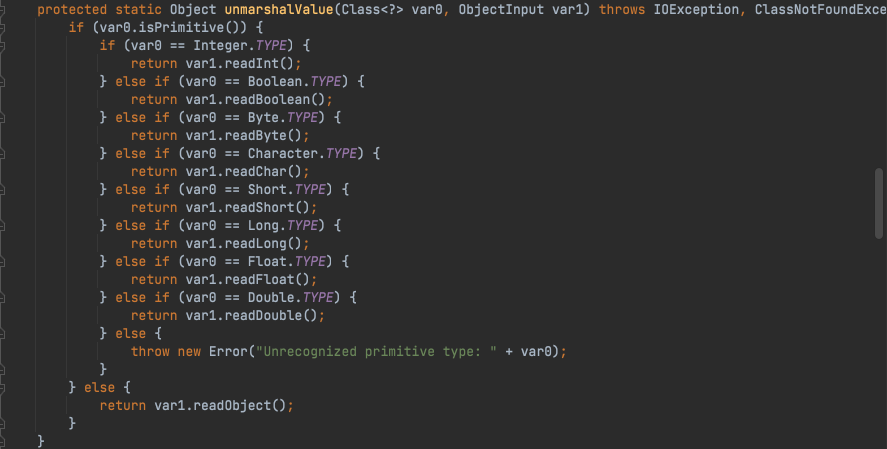 protected static Object unmarshalValue(Class<?> var0, ObjectInput var1) throws IOException, ClassNotFoundExce
if (var0.isPrimitive()) {
if (var0 == Integer.TYPE) {
return var1.readInt();
} else if (var0 == Boolean.TYPE) {
return var1.readBoolean();
} else if (var0 == Byte.TYPE) {
return var1.readByte();
} else if (var0 == Character.TYPE) {
return var1.readChar();
} else if (var0 == Short.TYPE) {
return var1.readShort();
} else if (var0 == Long.TYPE) {
return var1.readLong();
} else if (var0 == Float.TYPE) {
return var1.readFloat();
} else if (var0 == Double.TYPE) {
return var1.readDouble();
} else {
throw new Error("Unrecognized primitive type: " + var0);
}
} else {
return var1.readObject();
}
}